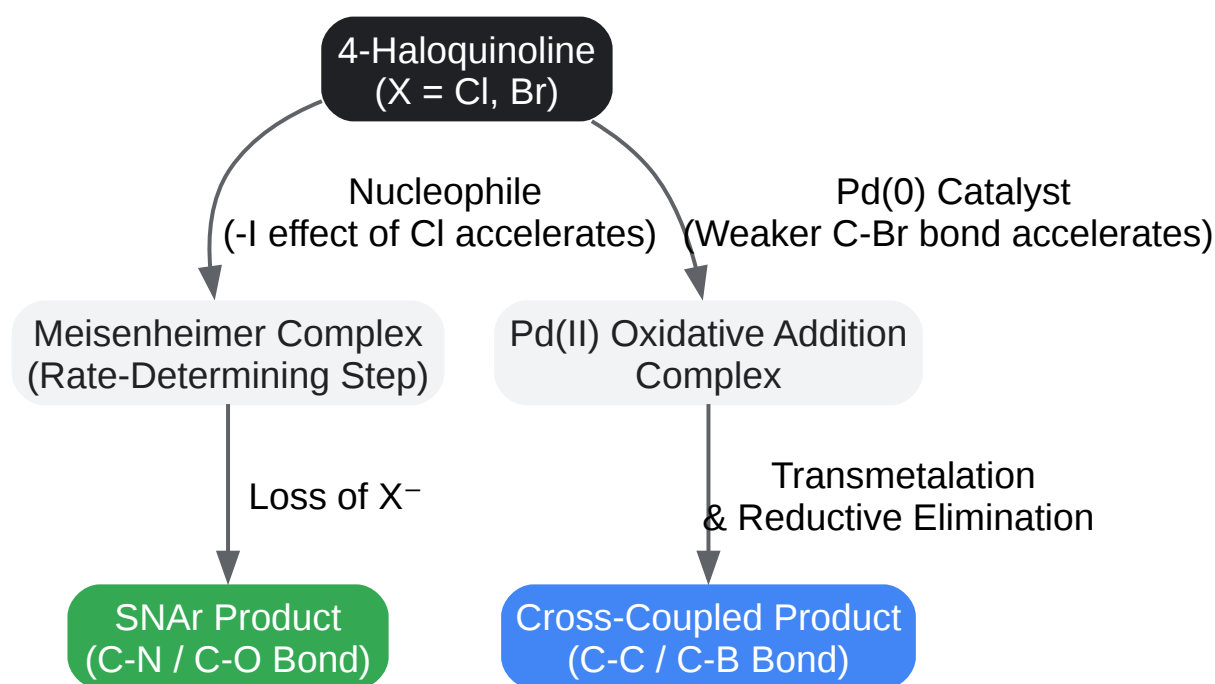 4-Haloquinoline
(X = Cl, Br)
Nucleophile
(-I effect of Cl accelerates)
Pd(0) Catalyst
(Weaker C-Br bond accelerates)
Meisenheimer Complex
(Rate-Determining Step)
Pd(II) Oxidative Addition
Complex
Loss of X⁻
Transmetalation
& Reductive Elimination
SNAr Product
(C-N / C-O Bond)
Cross-Coupled Product
(C-C / C-B Bond)